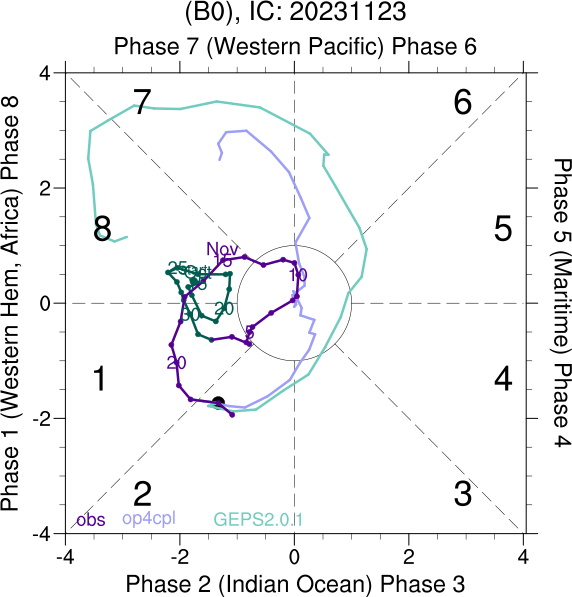 (B0), IC: 20231123
Phase 7 (Western Pacific) Phase 6
Phase 1 (Western Hem, Africa) Phase 8
Phase 5 (Maritime) Phase 4
4
2
0
-2
-4
7
6
8
5
1
4
2
3
Nov
15
25
10
5
20
30
5
20
obs
op4cpl
GEPS2.0.1
-4
-2
0
2
4
Phase 2 (Indian Ocean) Phase 3